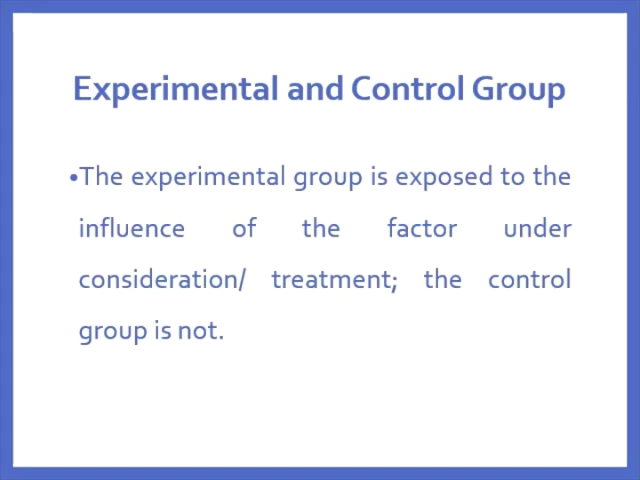 Experimental and Control Group
•The experimental group is exposed to the
influence of the factor under
consideration/ treatment; the control
group is not.